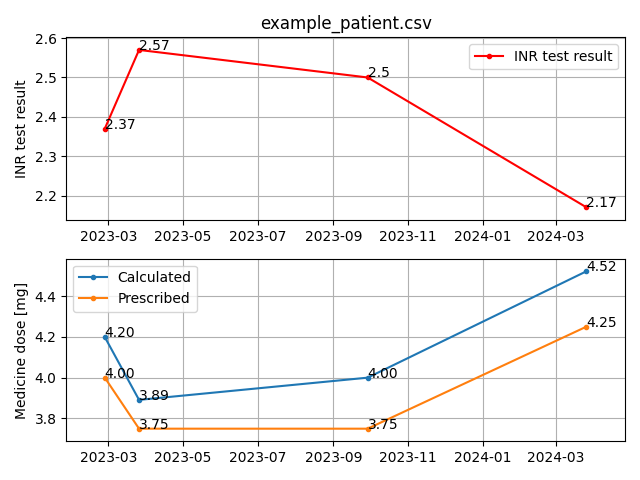 example_patient.csv
INR test result
2.6
2.5
2.4
2.3
2.2
2.37
2.57
2.5
2.17
INR test result
2023-03 2023-05 2023-07 2023-09 2023-11 2024-01 2024-03
Medicine dose [mg]
4.4
4.2
4.0
3.8
Calculated
Prescribed
4.20
3.89
4.00
4.52
4.00
3.75
3.75
4.25
2023-03 2023-05 2023-07 2023-09 2023-11 2024-01 2024-03